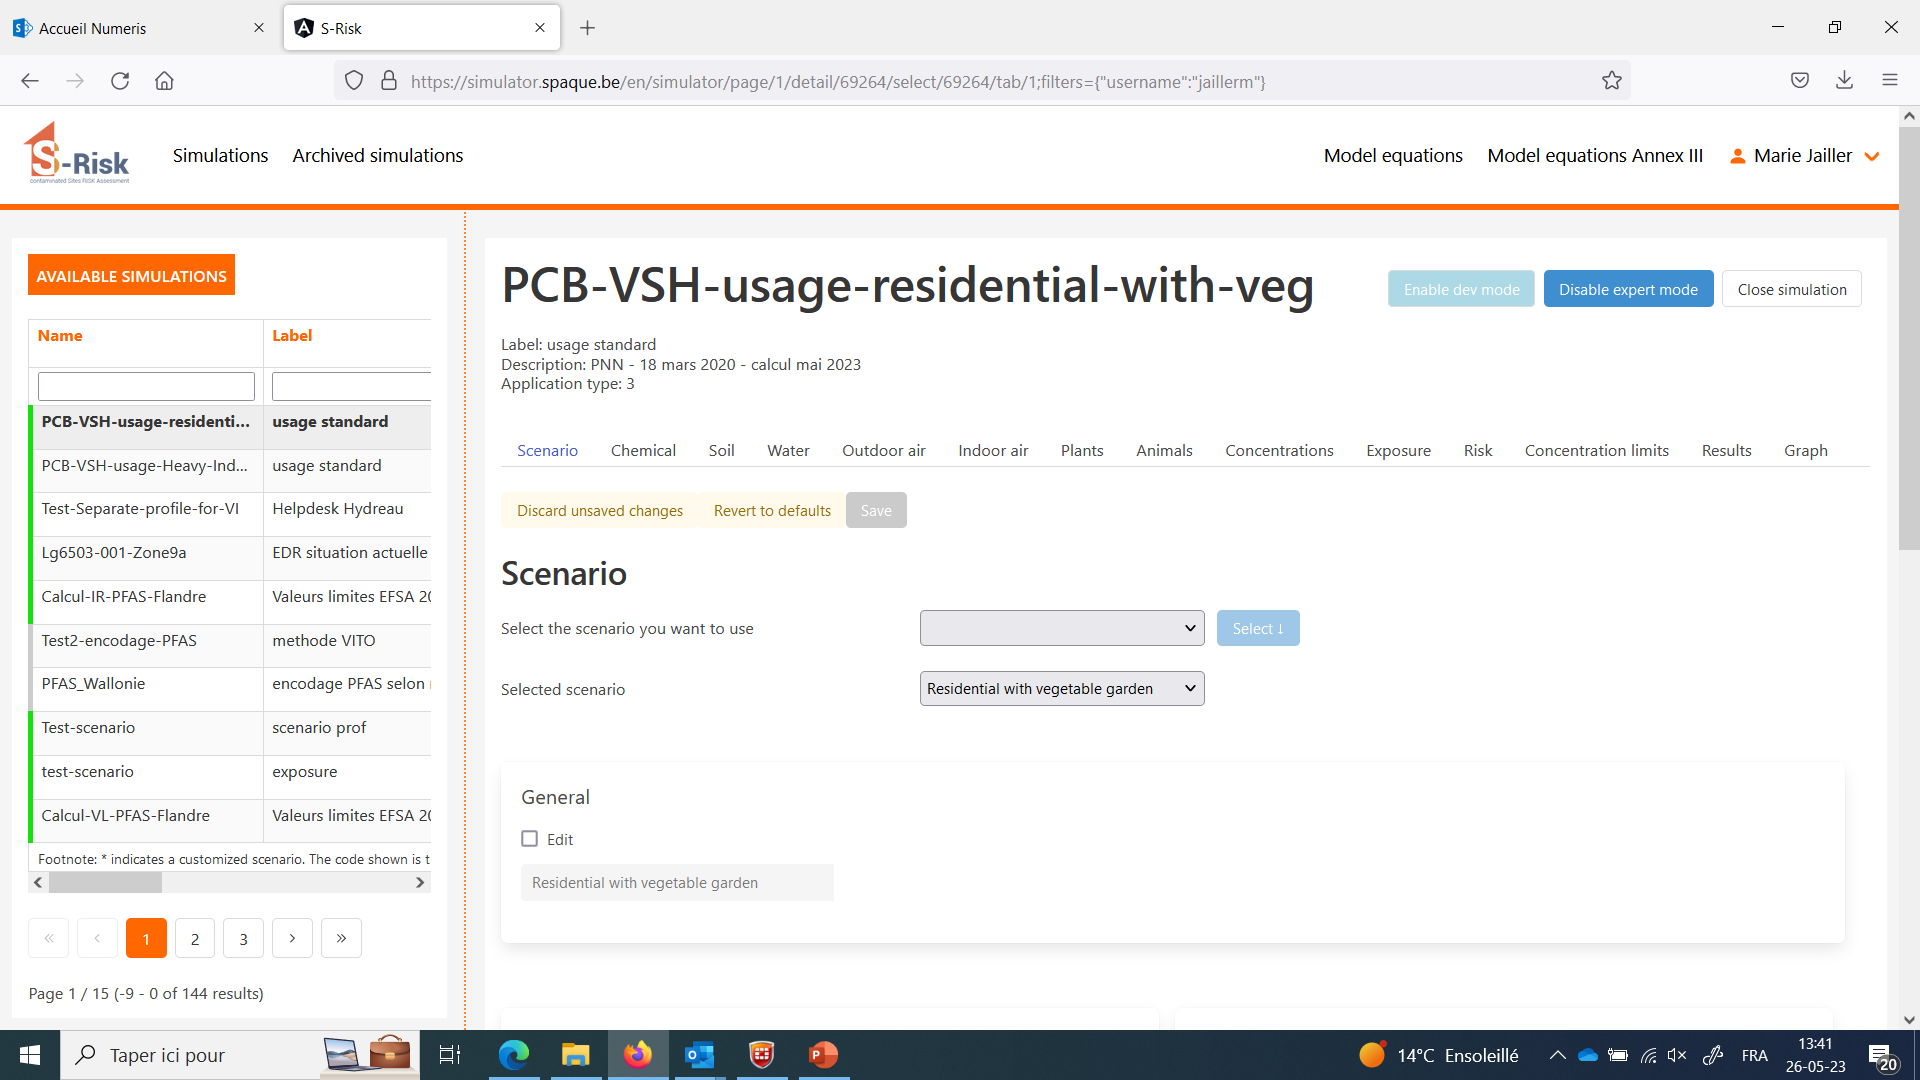 Accueil Numeris
S-Risk
https://simulator.spaque.be/en/simulator/page/1/detail/69264/select/69264/tab/1;filters={"username":"jaillerm"}
S-Risk
contaminated Sites RISK Assessment
Simulations
Archived simulations
Model equations
Model equations Annex III
Marie Jailler
AVAILABLE SIMULATIONS
Name Label
PCB-VSH-usage-residenti... usage standard
PCB-VSH-usage-Heavy-Ind... usage standard
Test-Separate-profile-for-VI Helpdesk Hydreau
Lg6503-001-Zone9a EDR situation actuelle
Calcul-IR-PFAS-Flandre Valeurs limites EFSA 20
Test2-encodage-PFAS methode VITO
PFAS_Wallonie encodage PFAS selon
Test-scenario scenario prof
test-scenario exposure
Calcul-VL-PFAS-Flandre Valeurs limites EFSA 20
Footnote: * indicates a customized scenario. The code shown is t
« ‹ 1 2 3 › »
Page 1 / 15 (-9 - 0 of 144 results)
PCB-VSH-usage-residential-with-veg
Enable dev mode
Disable expert mode
Close simulation
Label: usage standard
Description: PNN - 18 mars 2020 - calcul mai 2023
Application type: 3
Scenario Chemical Soil Water Outdoor air Indoor air Plants Animals Concentrations Exposure Risk Concentration limits Results Graph
Discard unsaved changes Revert to defaults Save
Scenario
Select the scenario you want to use
Select ↓
Selected scenario Residential with vegetable garden
General
Edit
Residential with vegetable garden
Taper ici pour
14°C Ensoleillé
FRA
13:41
26-05-23
20